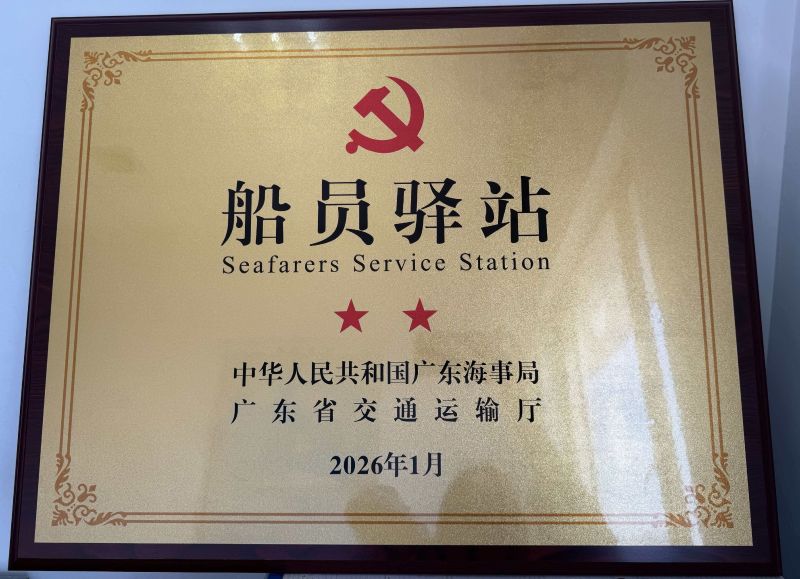 船员驿站
Seafarers Service Station
中华人民共和国广东海事局
广东省交通运输厅
2026年1月